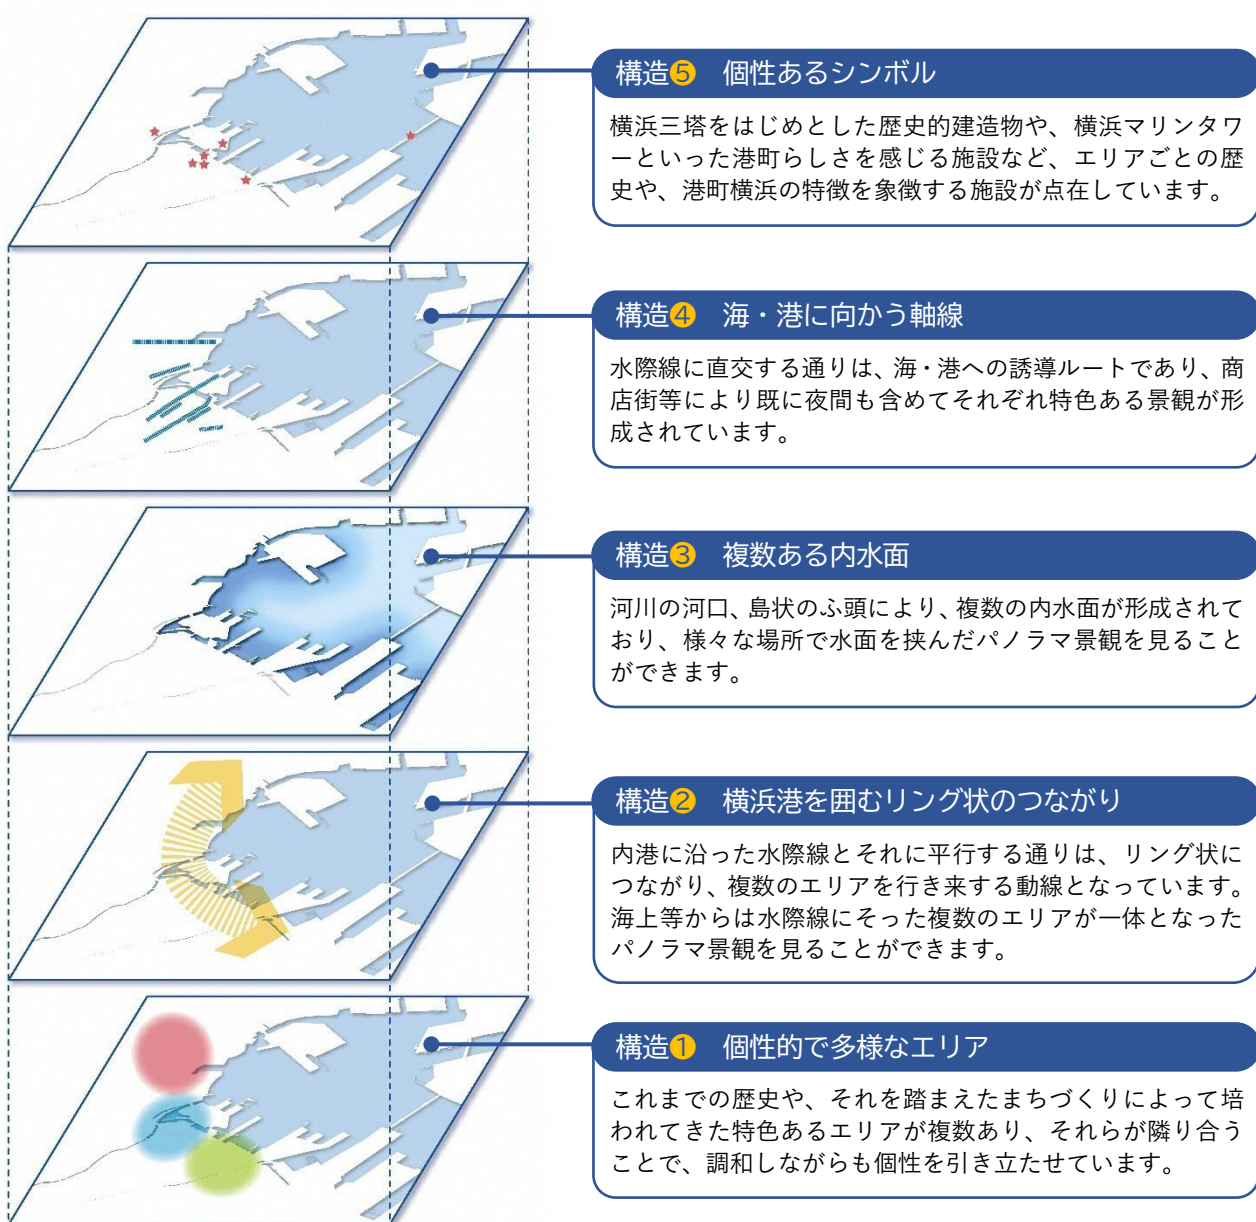 構造❺ 個性あるシンボル
横浜三塔をはじめとした歴史的建造物や、横浜マリンタワ
ーといった港町らしさを感じる施設など、エリアごとの歴
史や、港町横浜の特徴を象徴する施設が点在しています。
構造❹ 海・港に向かう軸線
水際線に直交する通りは、海・港への誘導ルートであり、商
店街等により既に夜間も含めてそれぞれ特色ある景観が形
成されています。
構造❸ 複数ある内水面
河川の河口、島状のふ頭により、複数の内水面が形成されて
おり、様々な場所で水面を挟んだパノラマ景観を見ること
ができます。
構造❷ 横浜港を囲むリング状のつながり
内港に沿った水際線とそれに平行する通りは、リング状に
つながり、複数のエリアを行き来する動線となっています。
海上等からは水際線にそった複数のエリアが一体となった
パノラマ景観を見ることができます。
構造❶ 個性的で多様なエリア
これまでの歴史や、それを踏まえたまちづくりによって培
われてきた特色あるエリアが複数あり、それらが隣り合う
ことで、調和しながらも個性を引き立たせています。